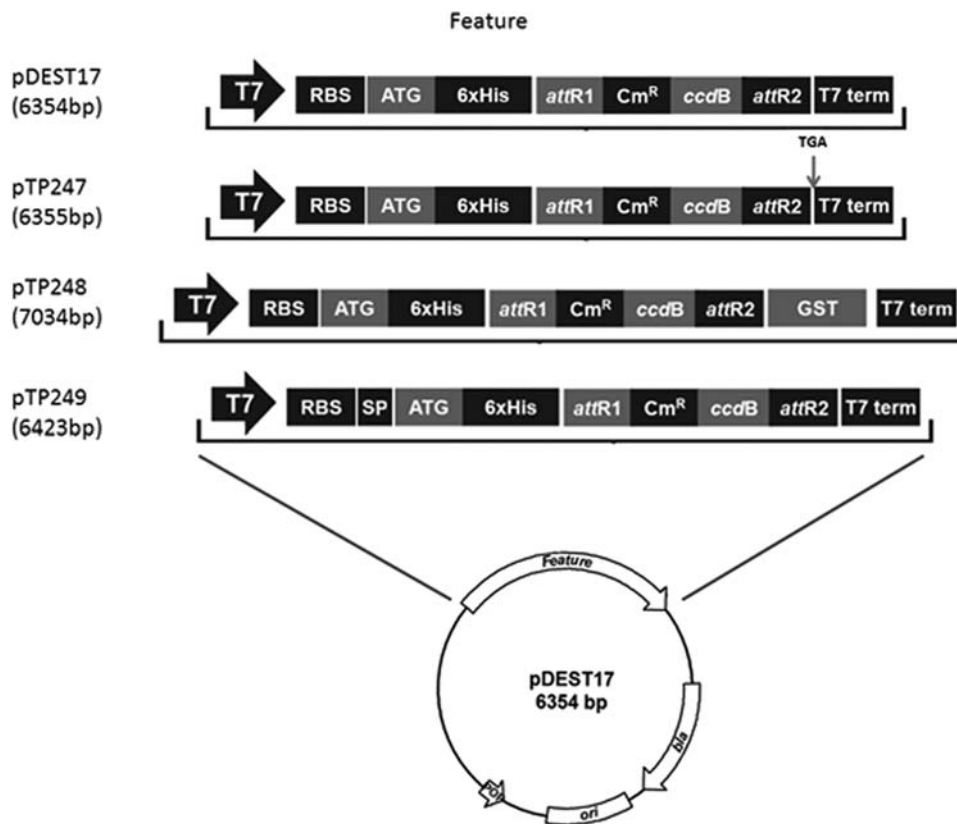 Feature
pDEST17
(6354bp)
T7 RBS ATG 6xHis attR1 CmR ccdB attR2 T7 term
TGA
pTP247
(6355bp)
T7 RBS ATG 6xHis attR1 CmR ccdB attR2 T7 term
pTP248
(7034bp)
T7 RBS ATG 6xHis attR1 CmR ccdB attR2 GST T7 term
pTP249
(6423bp)
T7 RBS SP ATG 6xHis attR1 CmR ccdB attR2 T7 term
Feature
pDEST17
6354 bp
bla
ori